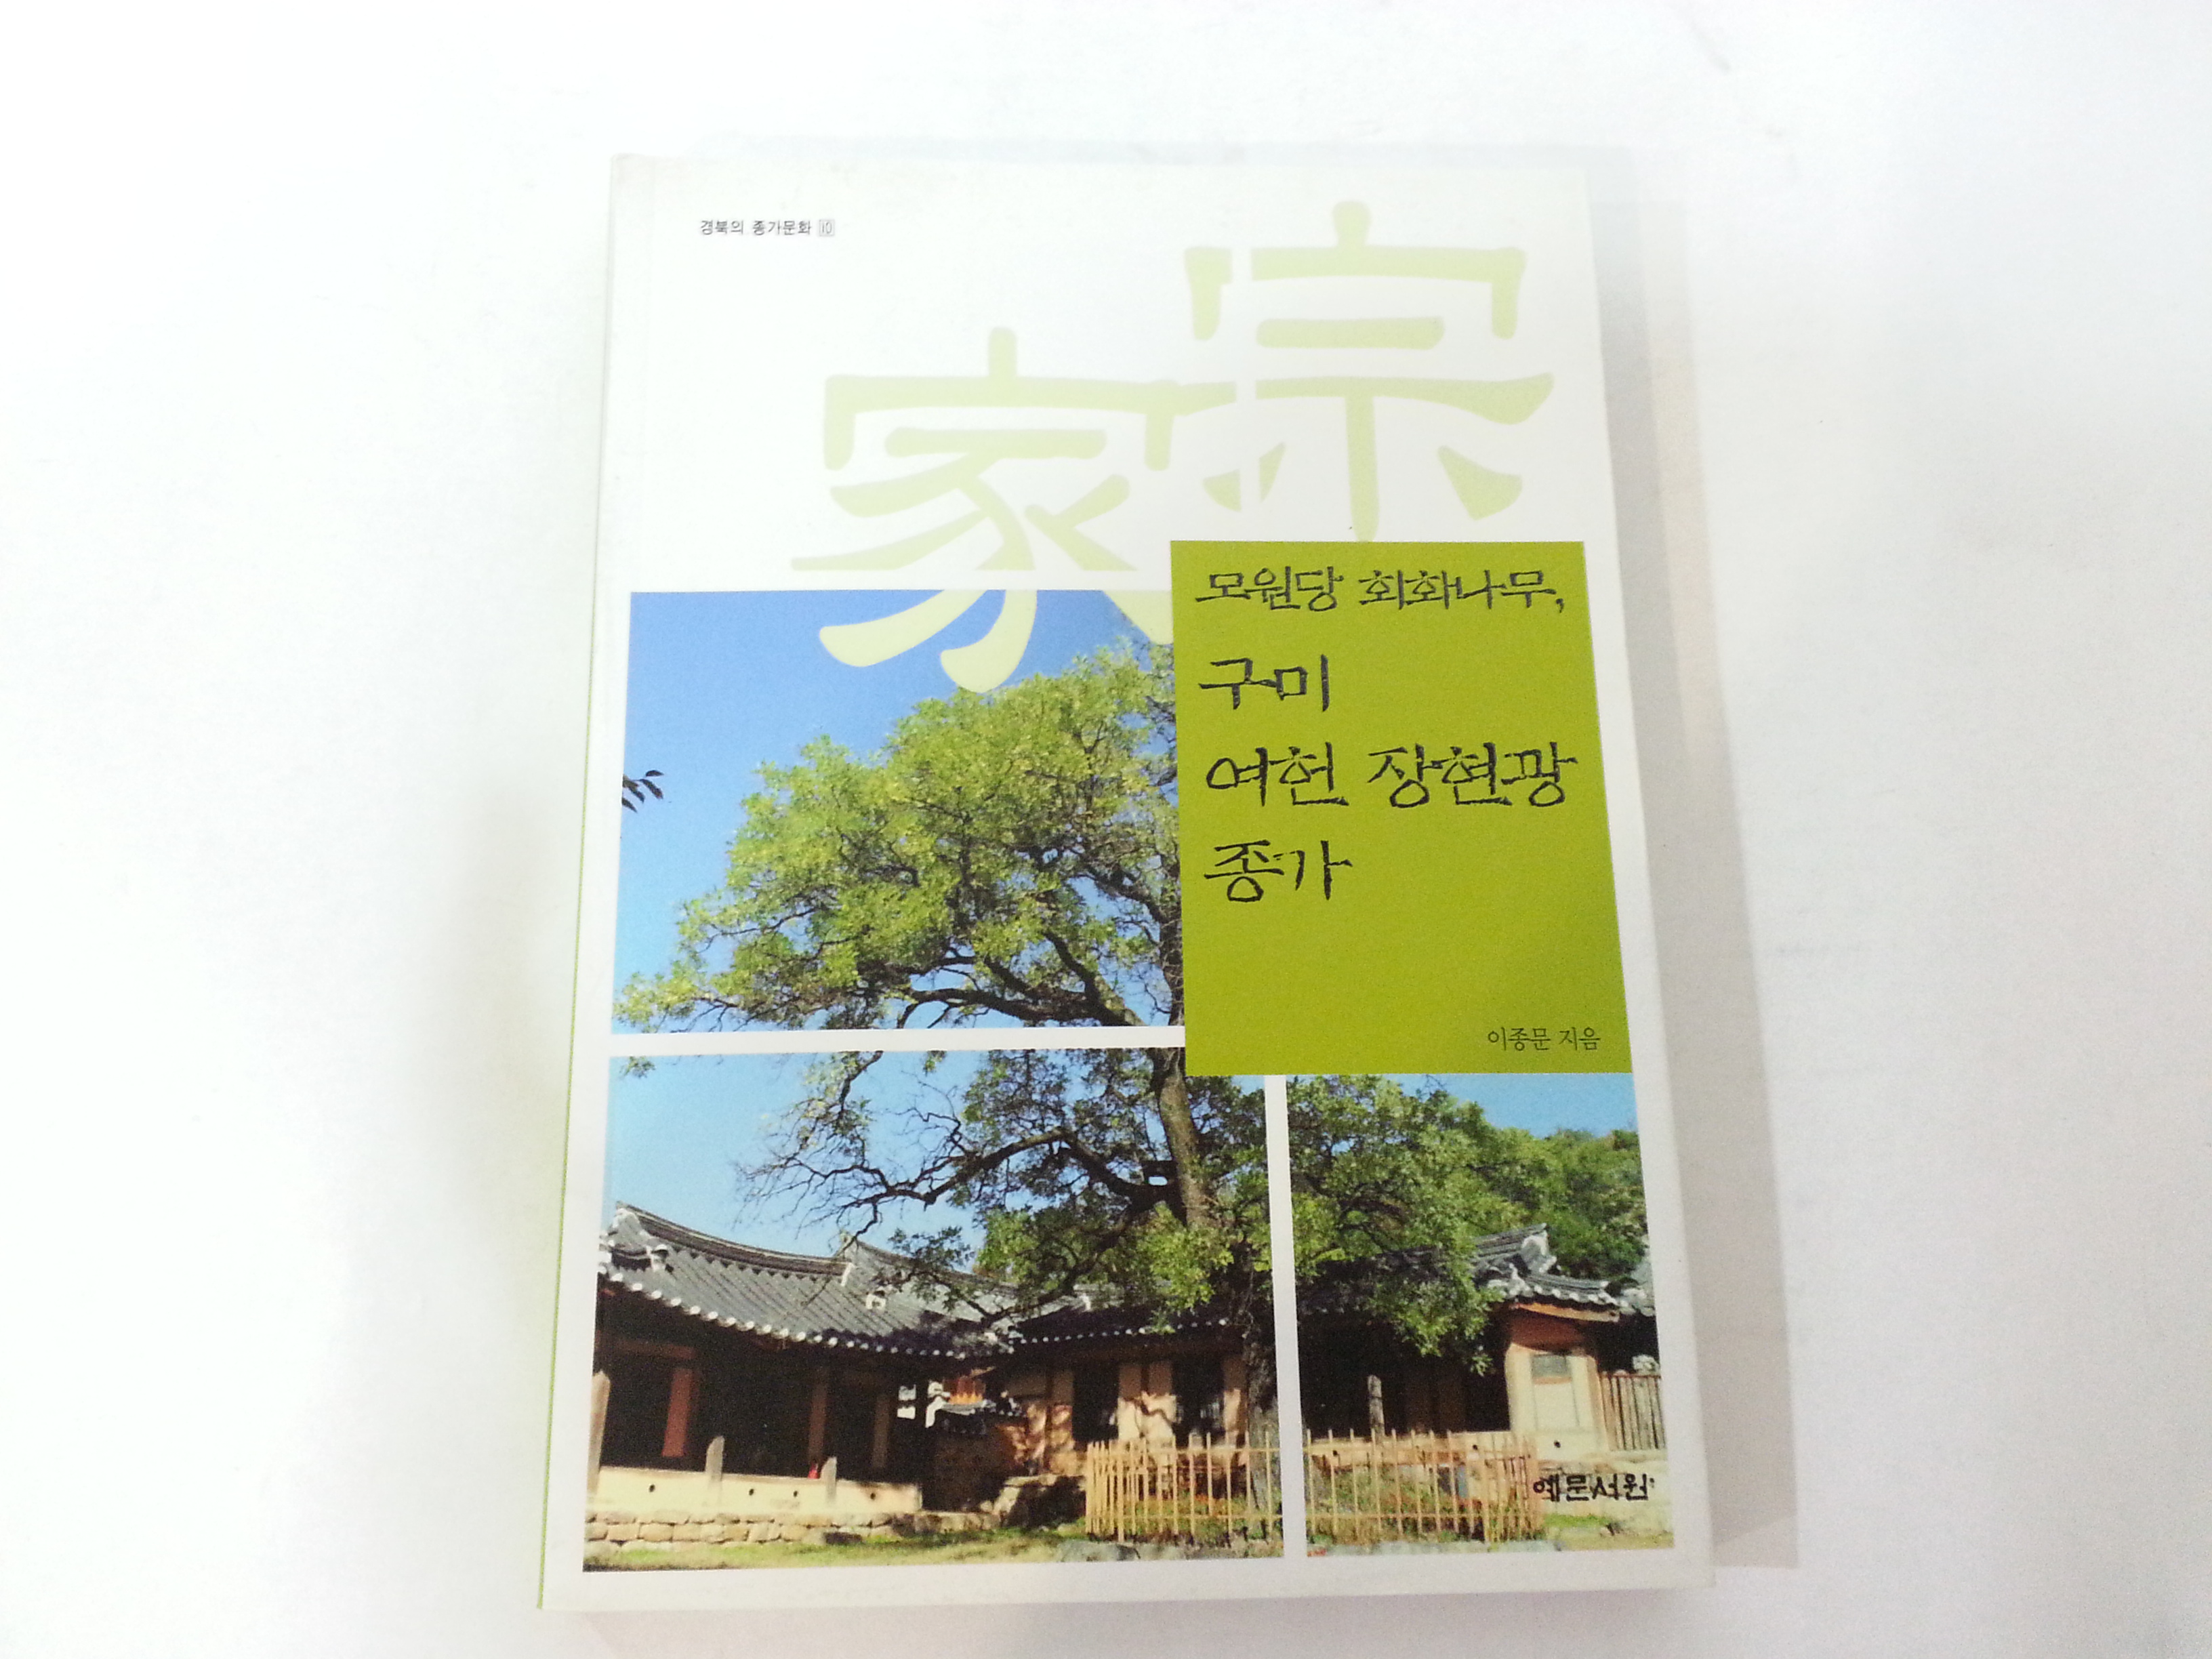 경북의 종가문화 10
宗家
모원당 회화나무,
구미
여헌 장현광
종가
이종문 지음
예문서원